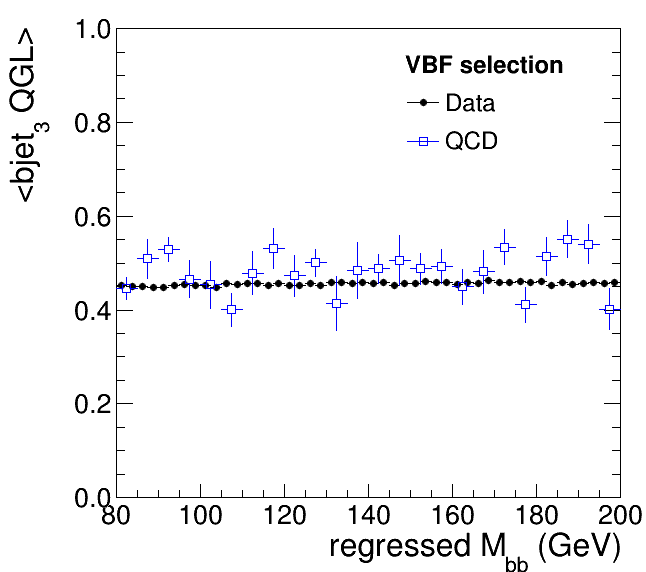 <bjet3 QGL>
1.0
0.8
0.6
0.4
0.2
0.0
VBF selection
Data
QCD
80 100 120 140 160 180 200
regressed Mbb (GeV)